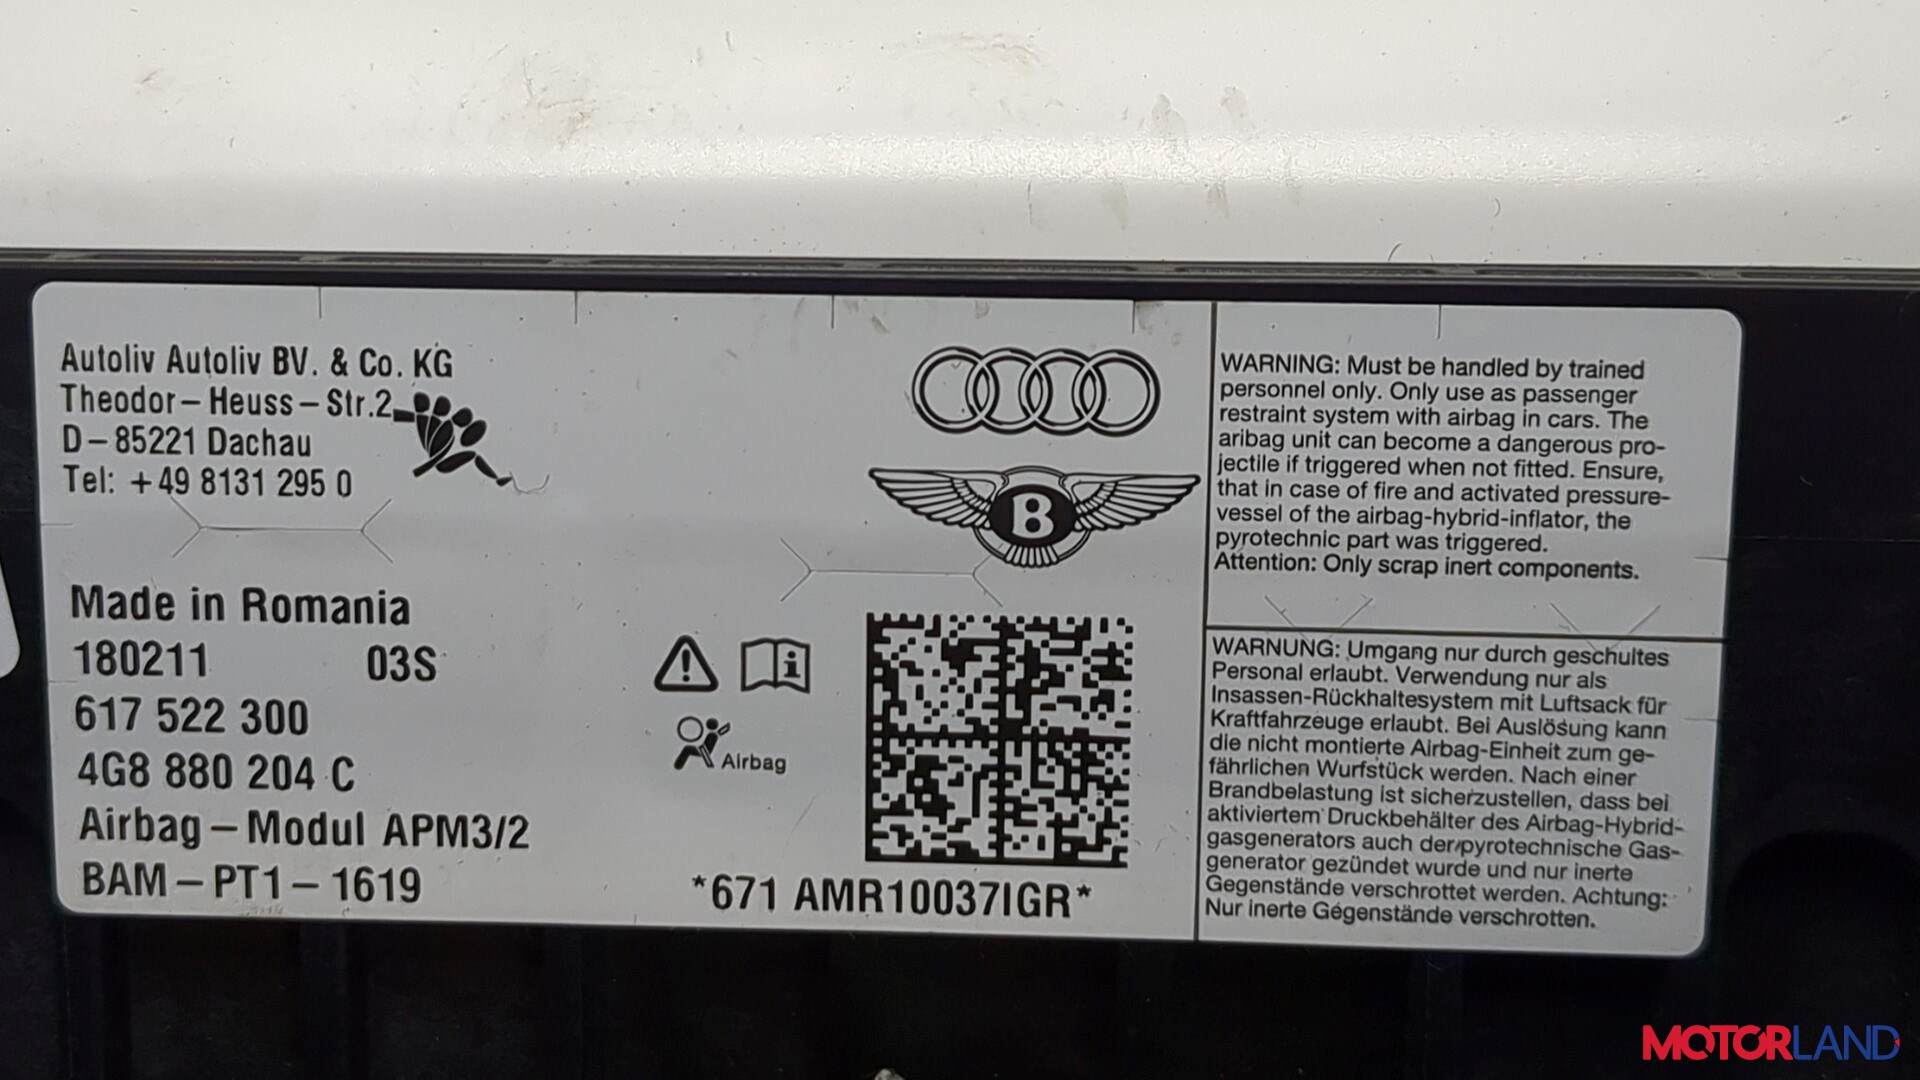 Autoliv Autoliv BV. & Co. KG
Theodor-Heuss-Str.2
D-85221 Dachau
Tel: +49 8131 295 0
Made in Romania
180211 03S
617 522 300
4G8 880 204 C
Airbag-Modul APM3/2
BAM-PT1-1619
B
Airbag
*671 AMR10037IGR*
WARNING: Must be handled by trained
personnel only. Only use as passenger
restraint system with airbag in cars. The
aribag unit can become a dangerous pro-
jectile if triggered when not fitted. Ensure,
that in case of fire and activated pressure-
vessel of the airbag-hybrid-inflator, the
pyrotechnic part was triggered.
Attention: Only scrap inert components.
WARNUNG: Umgang nur durch geschultes
Personal erlaubt. Verwendung nur als
Insassen-Rückhaltesystem mit Luftsack für
Kraftfahrzeuge erlaubt. Bei Auslösung kann
die nicht montierte Airbag-Einheit zum ge-
fährlichen Wurfstück werden. Nach einer
Brandbelastung ist sicherzustellen, dass bei
aktiviertem Druckbehälter des Airbag-Hybrid-
gasgenerators auch der pyrotechnische Gas-
generator gezündet wurde und nur inerte
Gegenstände verschrottet werden. Achtung:
Nur inerte Gegenstände verschrotten.
MOTORLAND